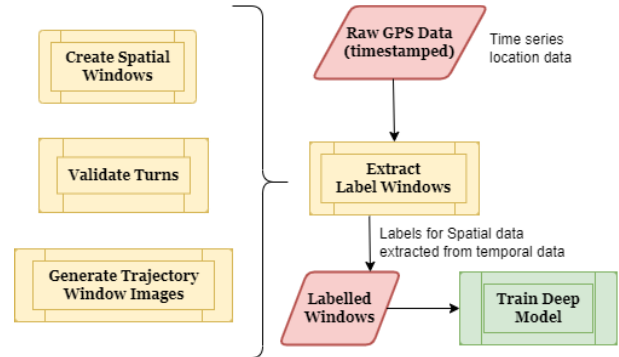 Create Spatial
Windows
Validate Turns
Generate Trajectory
Window Images
Raw GPS Data
(timestamped)
Time series
location data
Extract
Label Windows
Labels for Spatial data
extracted from temporal data
Labelled
Windows
Train Deep
Model